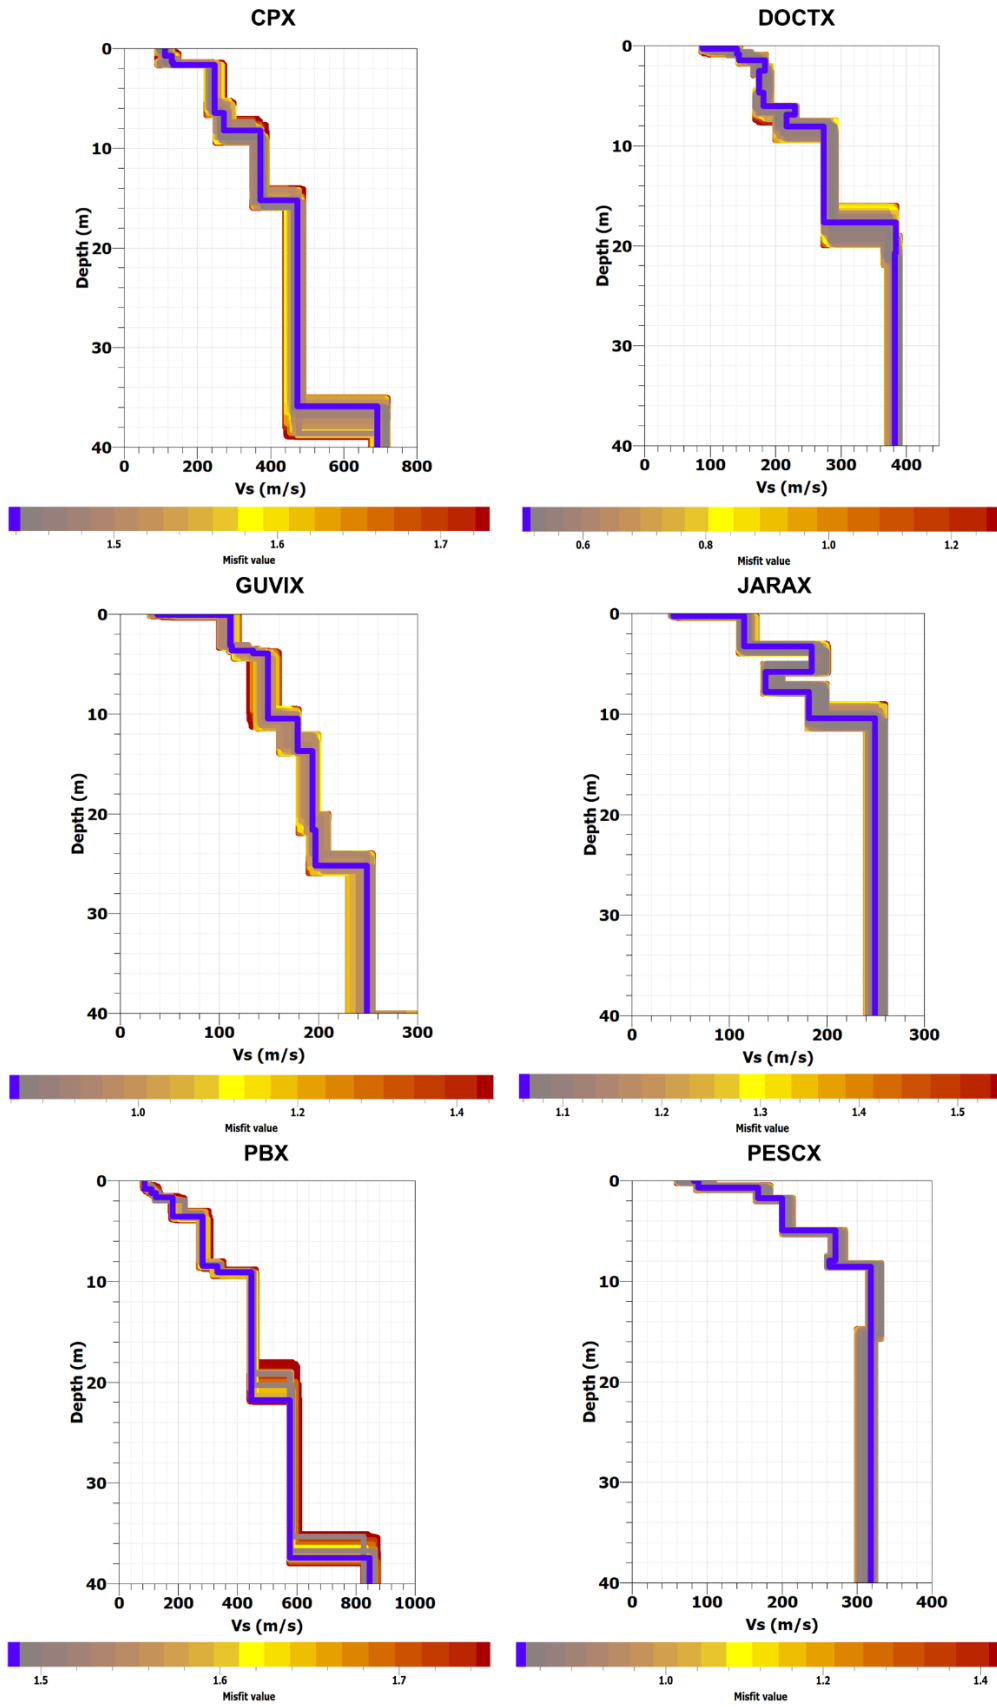 CPX
0
10
20
30
40
Depth (m)
0 200 400 600 800
Vs (m/s)
1.5 1.6 1.7
Misfit value
DOCTX
0
10
20
30
40
Depth (m)
0 100 200 300 400
Vs (m/s)
0.6 0.8 1.0 1.2
Misfit value
GUVIX
0
10
20
30
40
Depth (m)
0 100 200 300
Vs (m/s)
1.0 1.2 1.4
Misfit value
JARAX
0
10
20
30
40
Depth (m)
0 100 200 300
Vs (m/s)
1.1 1.2 1.3 1.4 1.5
Misfit value
PBX
0
10
20
30
40
Depth (m)
0 200 400 600 800 1000
Vs (m/s)
1.5 1.6 1.7
Misfit value
PESCX
0
10
20
30
40
Depth (m)
0 100 200 300 400
Vs (m/s)
1.0 1.2 1.4
Misfit value